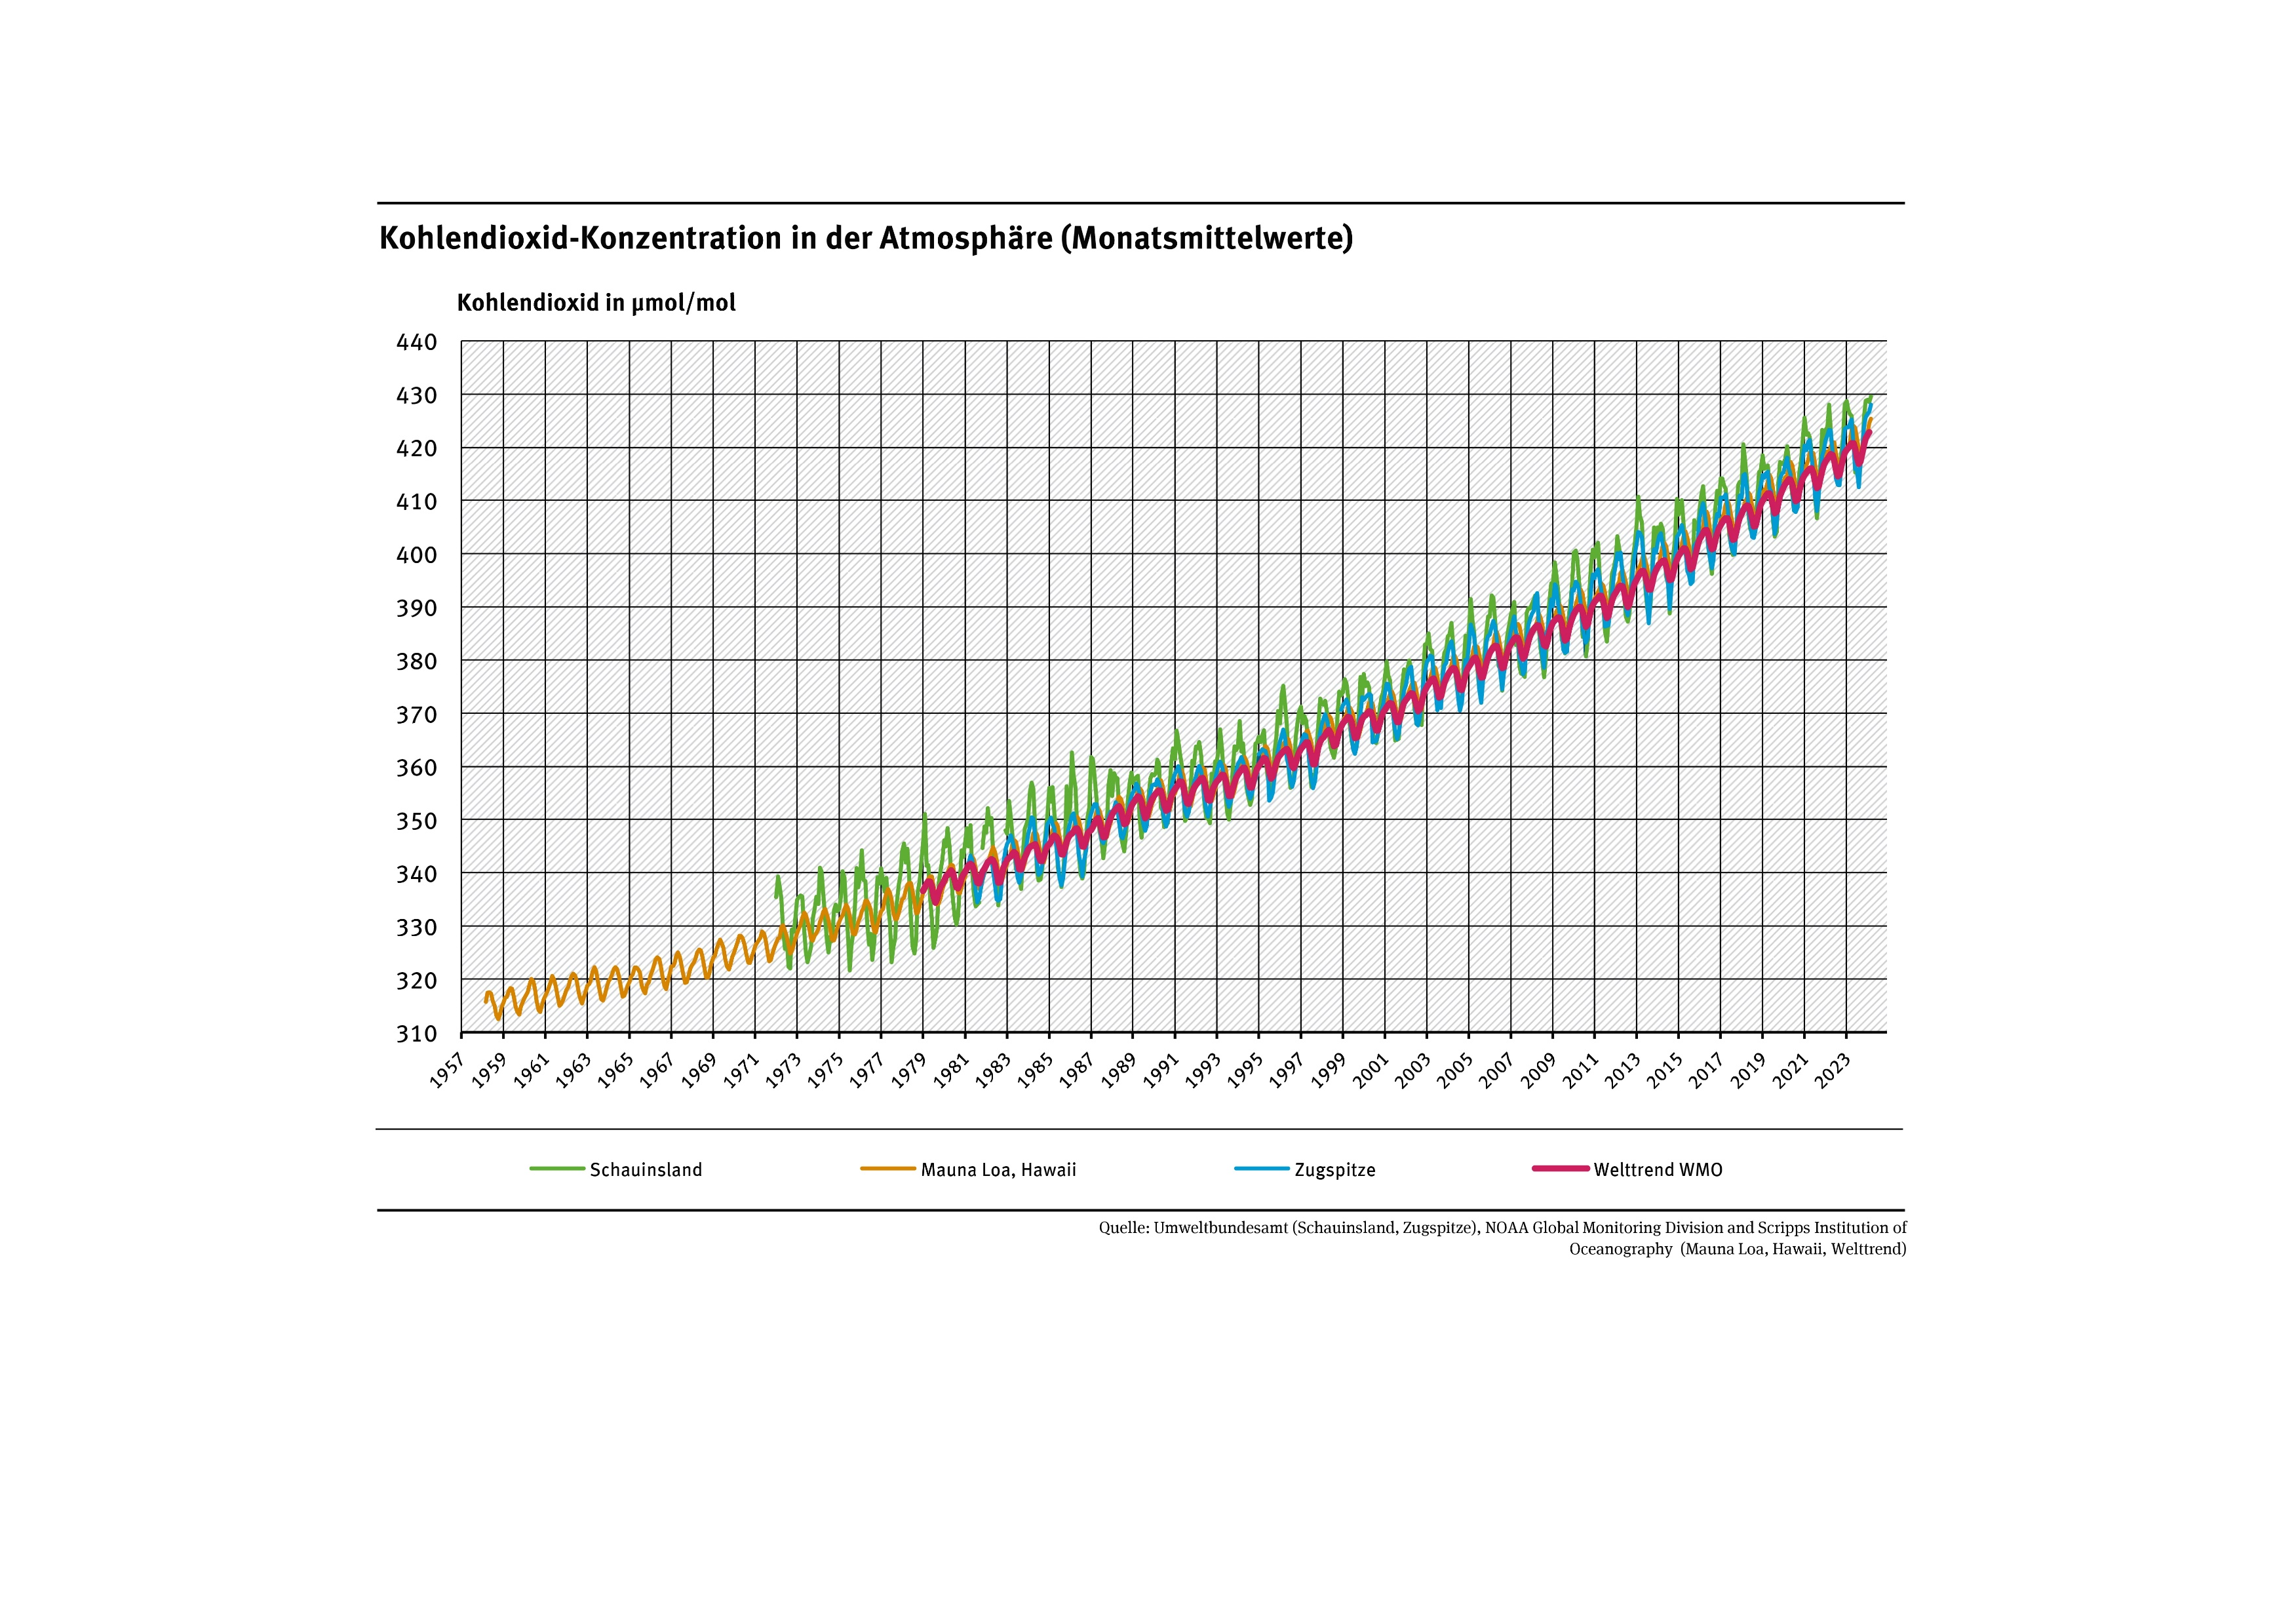 Kohlendioxid-Konzentration in der Atmosphäre (Monatsmittelwerte)
Kohlendioxid in µmol/mol
440
430
420
410
400
390
380
370
360
350
340
330
320
310
1957 1959 1961 1963 1965 1967 1969 1971 1973 1975 1977 1979 1981 1983 1985 1987 1989 1991 1993 1995 1997 1999 2001 2003 2005 2007 2009 2011 2013 2015 2017 2019 2021 2023
Schauinsland Mauna Loa, Hawaii Zugspitze Welttrend WMO
Quelle: Umweltbundesamt (Schauinsland, Zugspitze), NOAA Global Monitoring Division and Scripps Institution of
Oceanography (Mauna Loa, Hawaii, Welttrend)